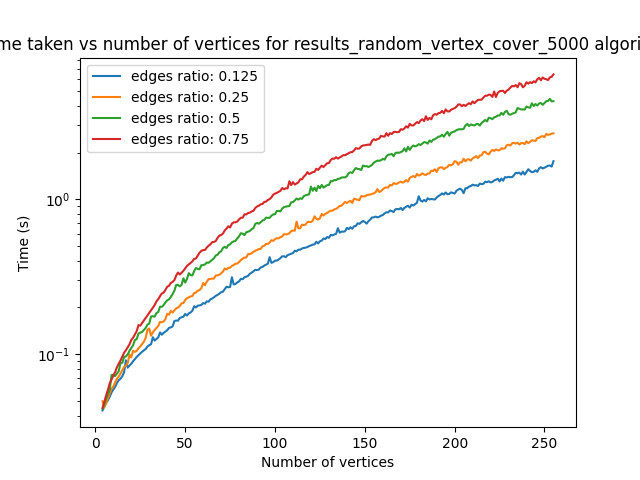 me taken vs number of vertices for results_random_vertex_cover_5000 algori
edges ratio: 0.125
edges ratio: 0.25
edges ratio: 0.5
edges ratio: 0.75
Time (s)
10⁰
10⁻¹
0 50 100 150 200 250
Number of vertices